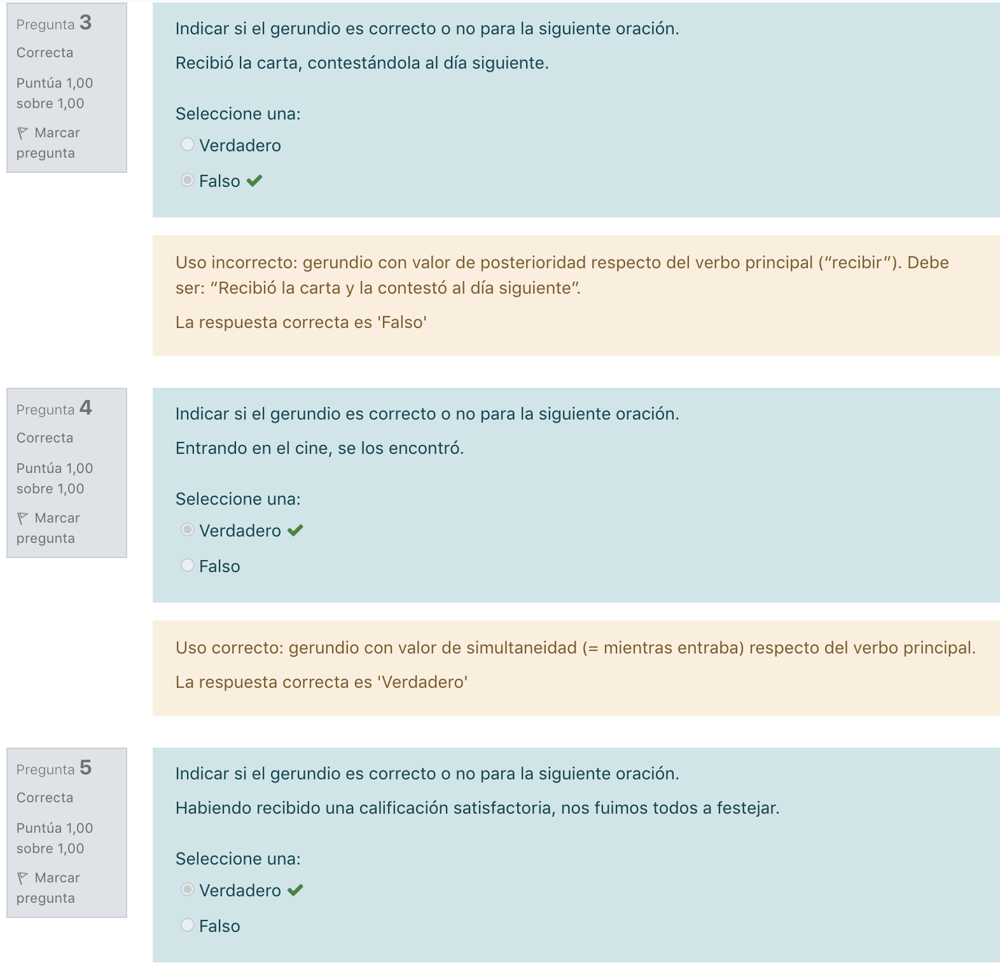 Pregunta 3
Correcta
Puntúa 1,00
sobre 1,00
Marcar
pregunta
Indicar si el gerundio es correcto o no para la siguiente oración.
Recibió la carta, contestándola al día siguiente.
Seleccione una:
Verdadero
Falso
Uso incorrecto: gerundio con valor de posterioridad respecto del verbo principal (“recibir”). Debe
ser: “Recibió la carta y la contestó al día siguiente”.
La respuesta correcta es 'Falso'
Pregunta 4
Correcta
Puntúa 1,00
sobre 1,00
Marcar
pregunta
Indicar si el gerundio es correcto o no para la siguiente oración.
Entrando en el cine, se los encontró.
Seleccione una:
Verdadero
Falso
Uso correcto: gerundio con valor de simultaneidad (= mientras entraba) respecto del verbo principal.
La respuesta correcta es 'Verdadero'
Pregunta 5
Correcta
Puntúa 1,00
sobre 1,00
Marcar
pregunta
Indicar si el gerundio es correcto o no para la siguiente oración.
Habiendo recibido una calificación satisfactoria, nos fuimos todos a festejar.
Seleccione una:
Verdadero
Falso